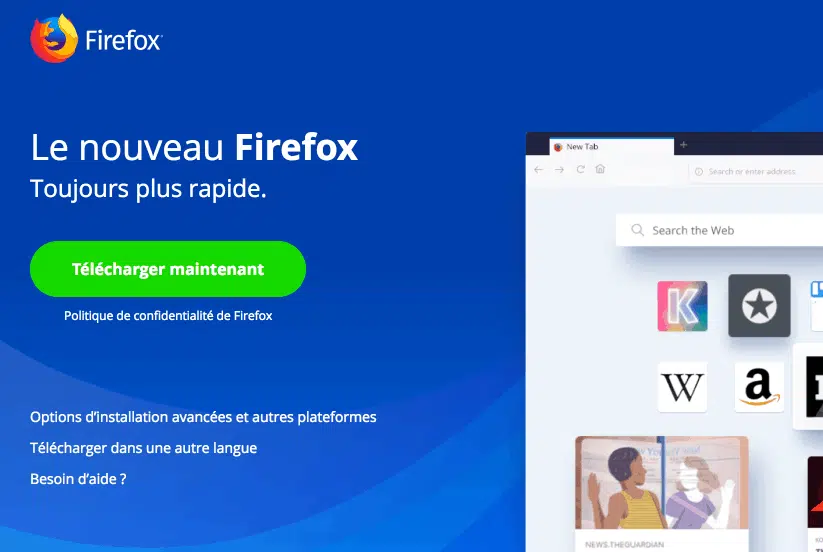 Firefox
Le nouveau Firefox
Toujours plus rapide.
Télécharger maintenant
Politique de confidentialité de Firefox
Options d’installation avancées et autres plateformes
Télécharger dans une autre langue
Besoin d’aide ?
New Tab
Search or enter address
Search the Web
K
W
a
NEWS.THEGUARDIAN